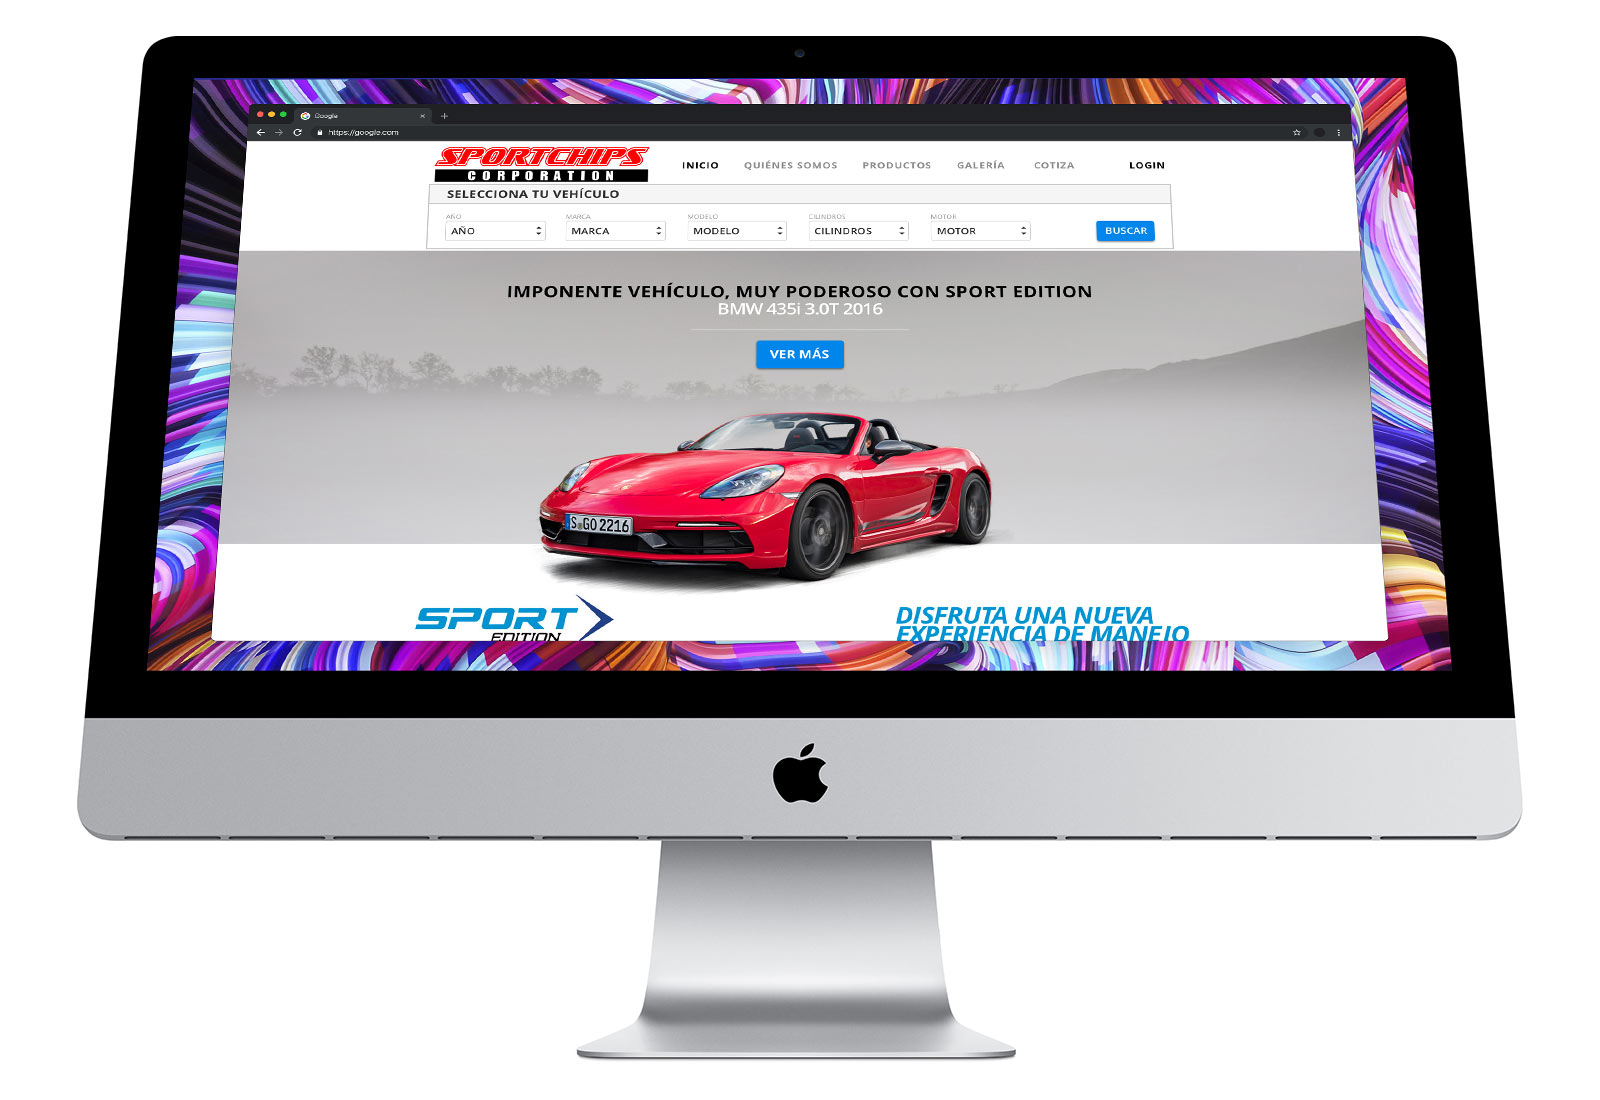 Google
https://google.com
SPORTCHIPS
CORPORATION
INICIO QUIÉNES SOMOS PRODUCTOS GALERÍA COTIZA LOGIN
SELECCIONA TU VEHÍCULO
AÑO MARCA MODELO CILINDROS MOTOR
AÑO MARCA MODELO CILINDROS MOTOR BUSCAR
IMPONENTE VEHÍCULO, MUY PODEROSO CON SPORT EDITION
BMW 435i 3.0T 2016
VER MÁS
S GO 2216
SPORT
EDITION
DISFRUTA UNA NUEVA
EXPERIENCIA DE MANEJO